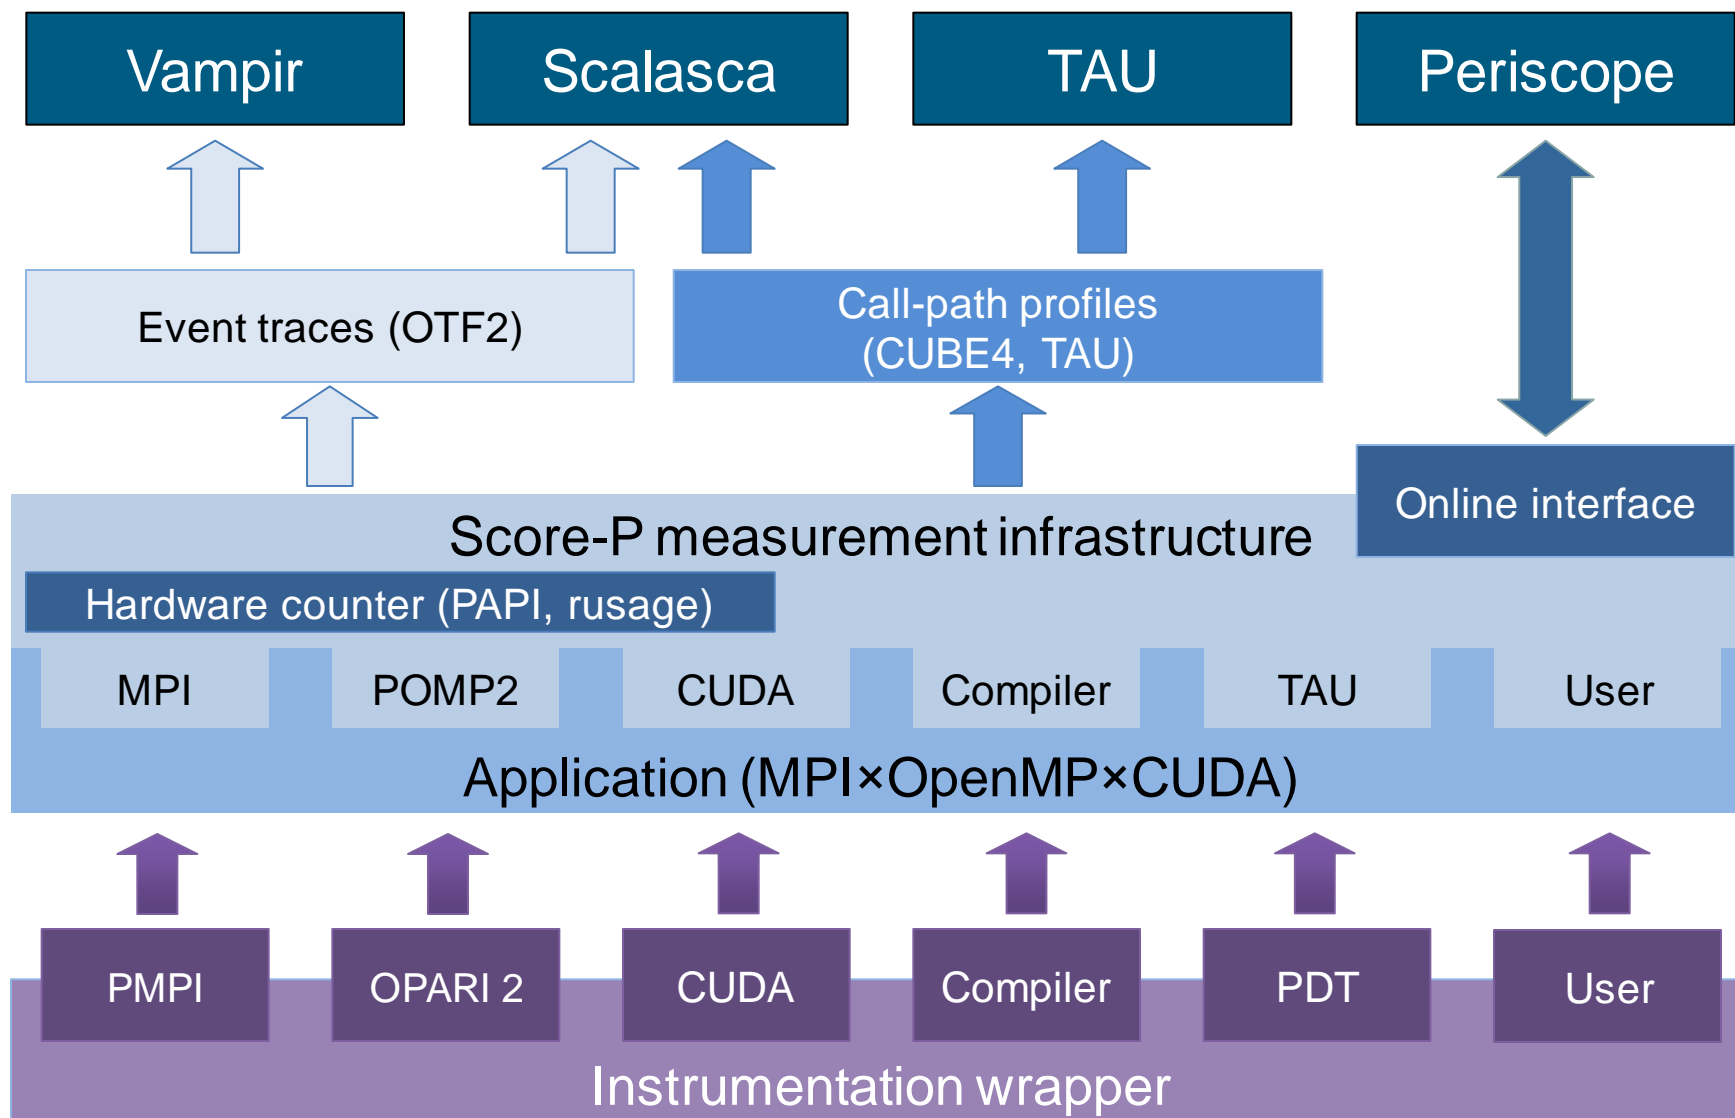 Vampir
Scalasca
TAU
Periscope
Event traces (OTF2)
Call-path profiles
(CUBE4, TAU)
Online interface
Score-P measurement infrastructure
Hardware counter (PAPI, rusage)
MPI
POMP2
CUDA
Compiler
TAU
User
Application (MPI×OpenMP×CUDA)
PMPI
OPARI 2
CUDA
Compiler
PDT
User
Instrumentation wrapper